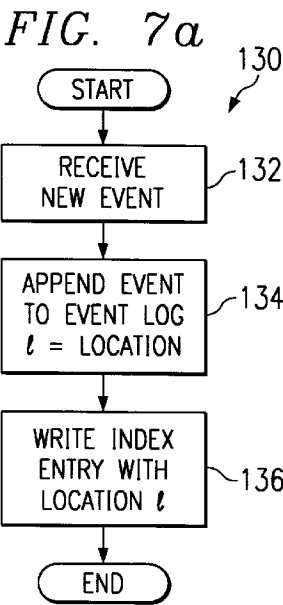 FIG. 7a
START
130
RECEIVE
NEW EVENT
132
APPEND EVENT
TO EVENT LOG
ℓ = LOCATION
134
WRITE INDEX
ENTRY WITH
LOCATION ℓ
136
END